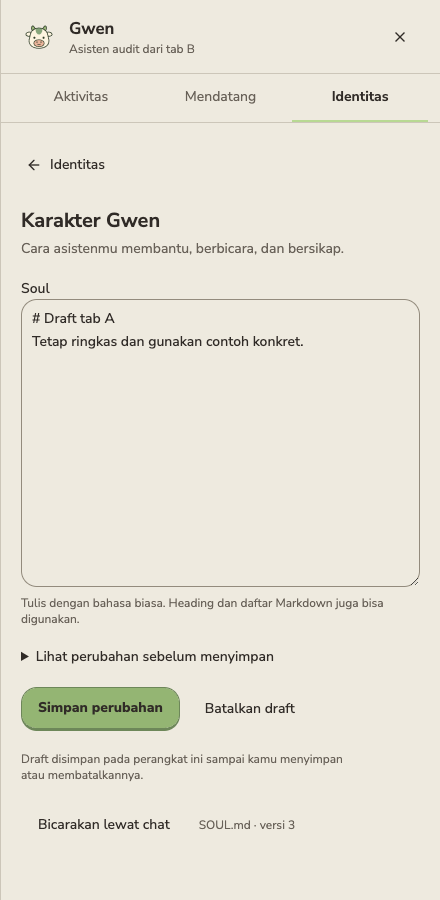 Gwen
Asisten audit dari tab B
Aktivitas
Mendatang
Identitas
Identitas
Karakter Gwen
Cara asistenmu membantu, berbicara, dan bersikap.
Soul
# Draft tab A
Tetap ringkas dan gunakan contoh konkret.
Tulis dengan bahasa biasa. Heading dan daftar Markdown juga bisa
digunakan.
Lihat perubahan sebelum menyimpan
Simpan perubahan
Batalkan draft
Draft disimpan pada perangkat ini sampai kamu menyimpan
atau membatalkannya.
Bicarakan lewat chat
SOUL.md · versi 3